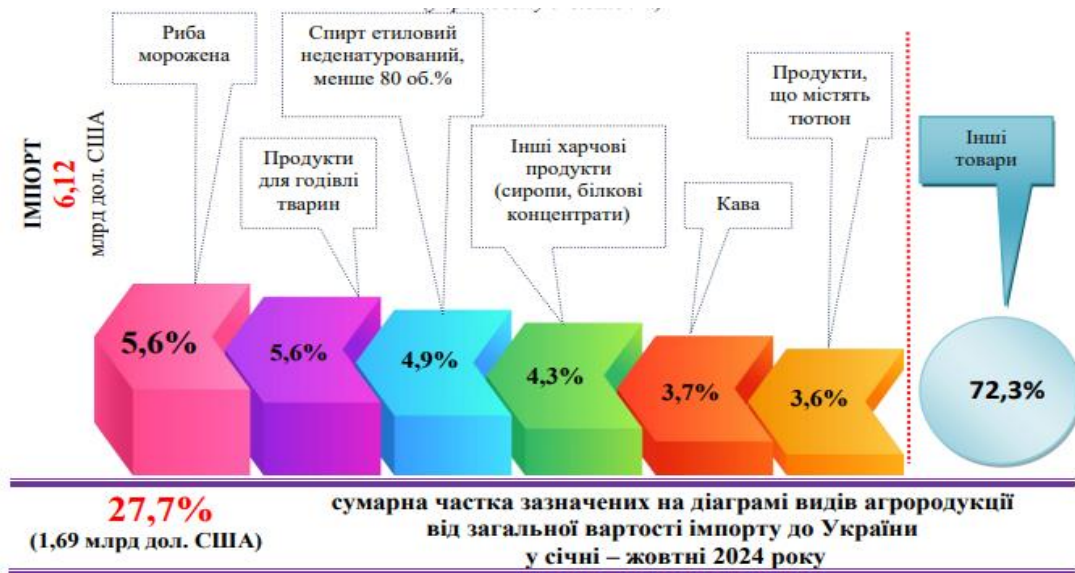 Риба
морожена
Спирт етиловий
неденатурований,
менше 80 об.%
Продукти,
що містять
тютюн
ІМПОРТ
6,12
млрд дол. США
Продукти
для годівлі
тварин
Інші харчові
продукти
(сиропи, білкові
концентрати)
Кава
Інші
товари
5,6%
5,6%
4,9%
4,3%
3,7%
3,6%
72,3%
27,7%
(1,69 млрд дол. США)
сумарна частка зазначених на діаграмі видів агрородукції
від загальної вартості імпорту до України
у січні – жовтні 2024 року